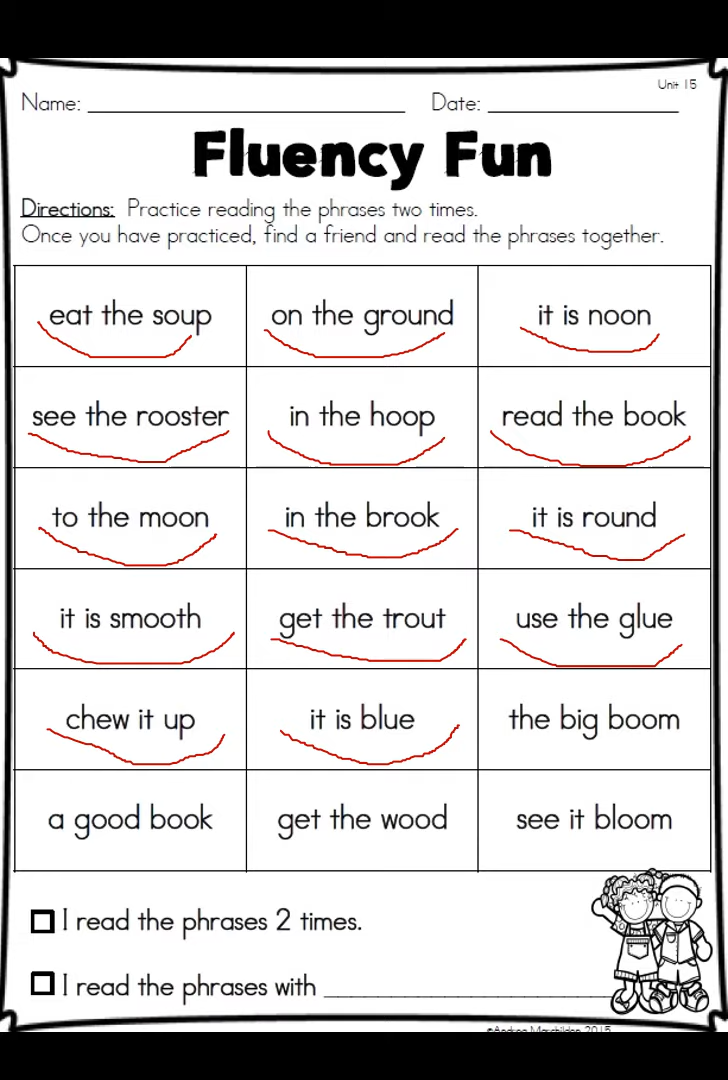 Unit 15
Name: Date:
Fluency Fun
Directions: Practice reading the phrases two times.
Once you have practiced, find a friend and read the phrases together.
eat the soup on the ground it is noon
see the rooster in the hoop read the book
to the moon in the brook it is round
it is smooth get the trout use the glue
chew it up it is blue the big boom
a good book get the wood see it bloom
I read the phrases 2 times.
I read the phrases with
©Andrea Marchildon 2015